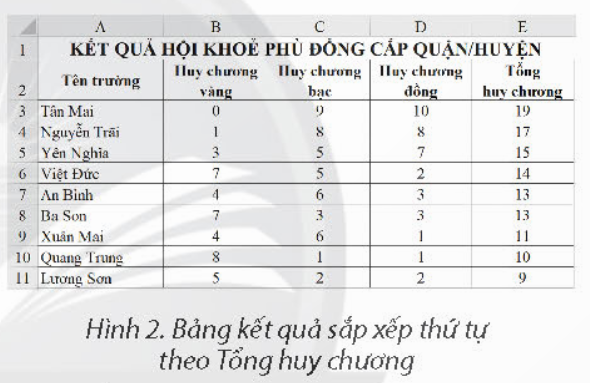 A B C D E
1 KẾT QUẢ HỘI KHOẺ PHÙ ĐỔNG CẤP QUẬN/HUYỆN
2 Tên trường Huy chương vàng Huy chương bạc Huy chương đồng Tổng huy chương
3 Tân Mai 0 9 10 19
4 Nguyễn Trãi 1 8 8 17
5 Yên Nghĩa 3 5 7 15
6 Việt Đức 7 5 2 14
7 An Bình 4 6 3 13
8 Ba Son 7 3 3 13
9 Xuân Mai 4 6 1 11
10 Quang Trung 8 1 1 10
11 Lương Sơn 5 2 2 9
Hình 2. Bảng kết quả sắp xếp thứ tự
theo Tổng huy chương